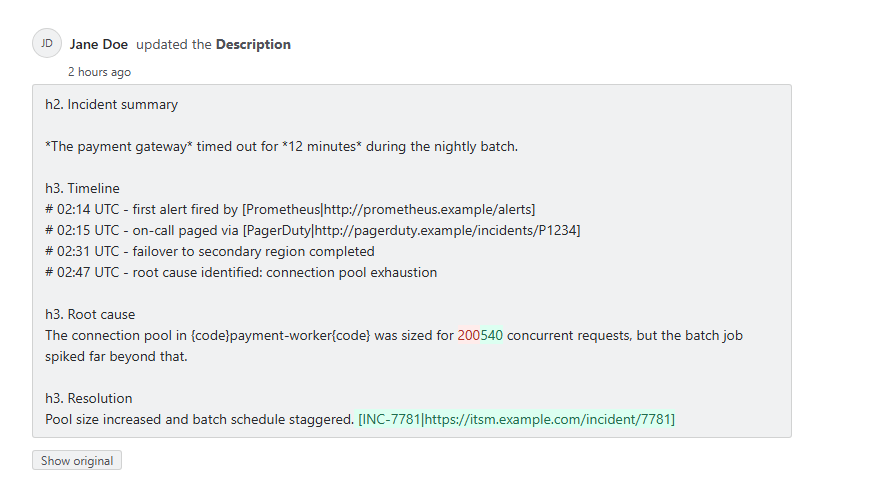 JD Jane Doe updated the Description
2 hours ago
h2. Incident summary
*The payment gateway* timed out for *12 minutes* during the nightly batch.
h3. Timeline
# 02:14 UTC - first alert fired by [Prometheus|http://prometheus.example/alerts]
# 02:15 UTC - on-call paged via [PagerDuty|http://pagerduty.example/incidents/P1234]
# 02:31 UTC - failover to secondary region completed
# 02:47 UTC - root cause identified: connection pool exhaustion
h3. Root cause
The connection pool in {code}payment-worker{code} was sized for 200540 concurrent requests, but the batch job
spiked far beyond that.
h3. Resolution
Pool size increased and batch schedule staggered. [INC-7781|https://itsm.example.com/incident/7781]
Show original